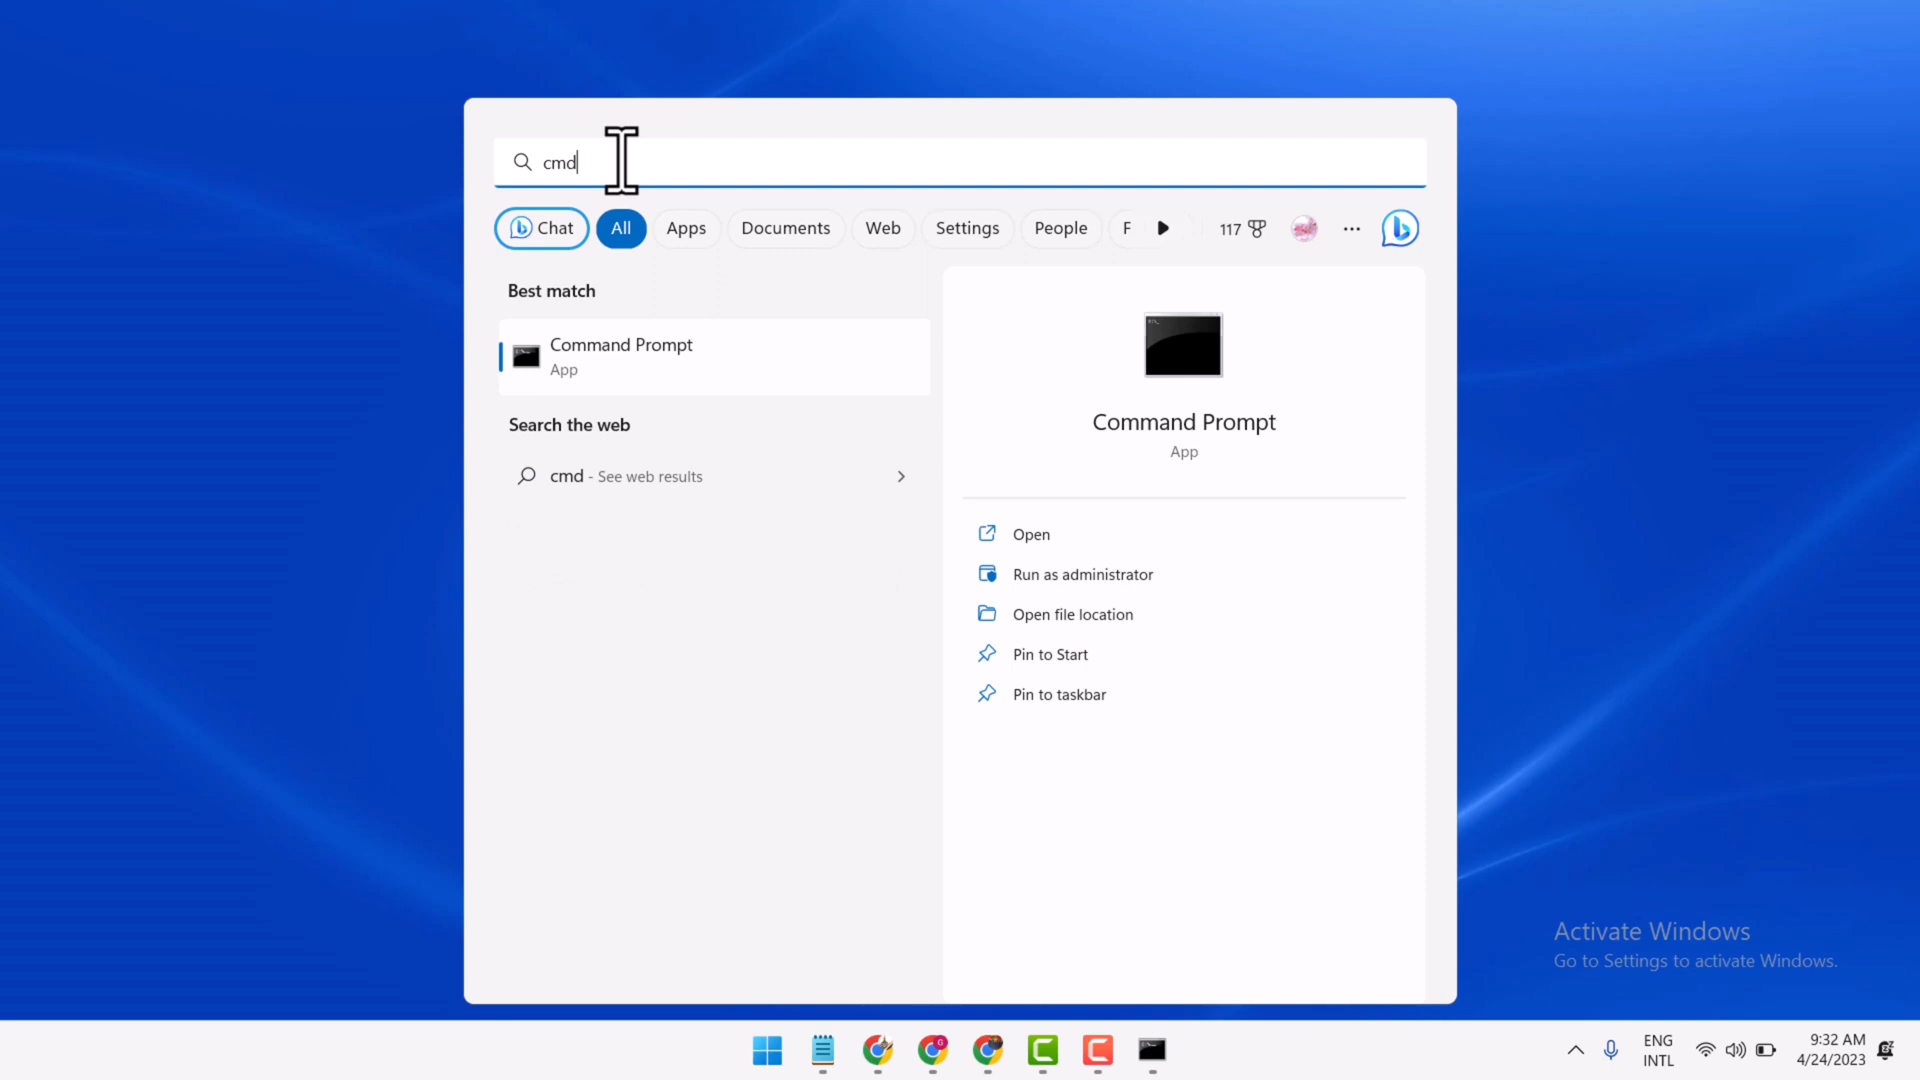 cmd
Chat All Apps Documents Web Settings People F 117
Best match
Command Prompt
App
Search the web
cmd - See web results
Command Prompt
App
Open
Run as administrator
Open file location
Pin to Start
Pin to taskbar
Activate Windows
Go to Settings to activate Windows.
ENG
INTL
9:32 AM
4/24/2023